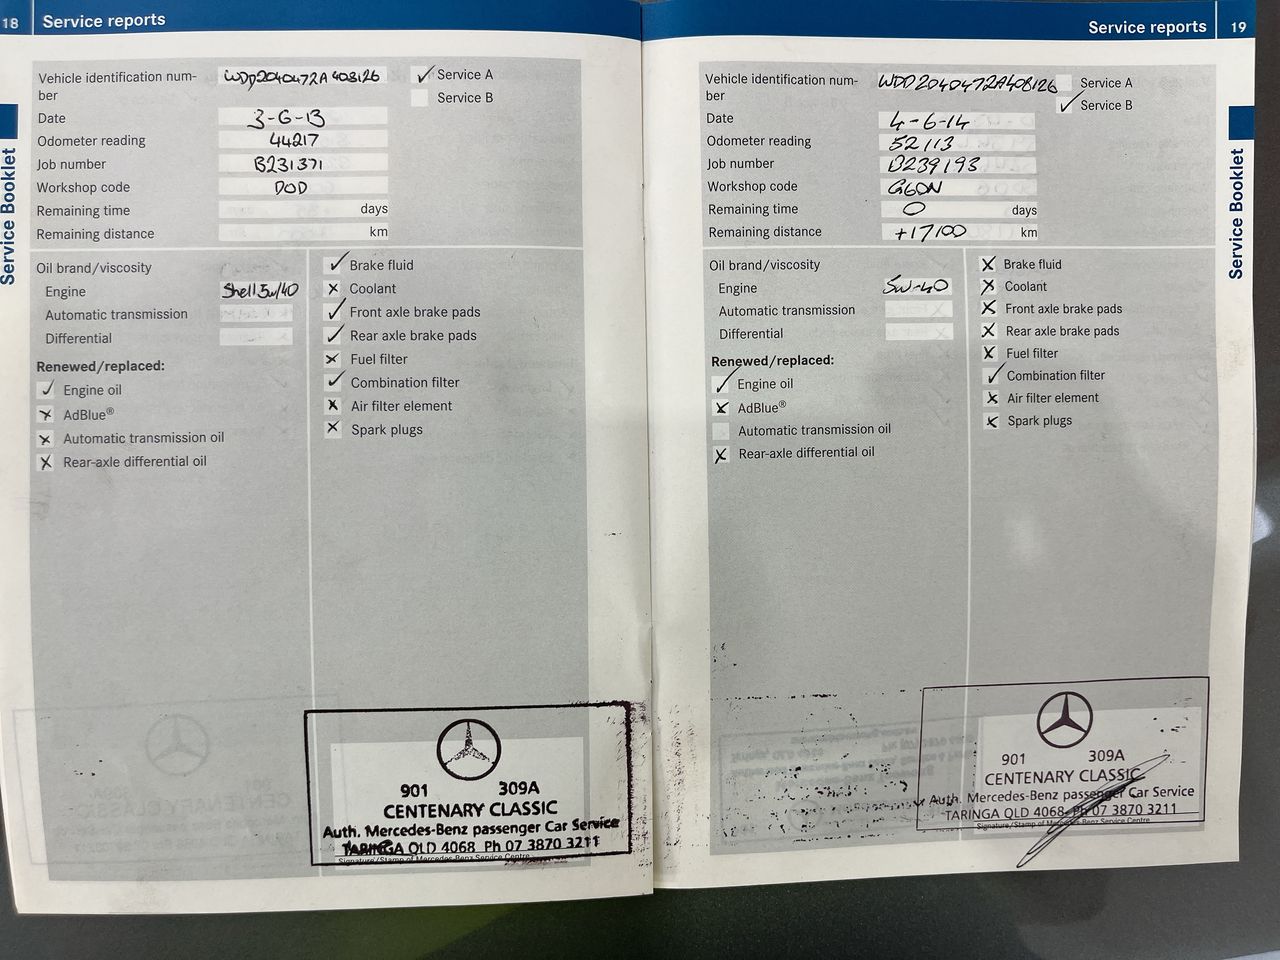 18 Service reports
Service Booklet
Vehicle identification num-
ber WDD2040472A408126
✓ Service A
Service B
Date 3-6-13
Odometer reading 44217
Job number B231371
Workshop code DOD
Remaining time days
Remaining distance km
Oil brand/viscosity
Engine Shell 5w/40
Automatic transmission
Differential
Renewed/replaced:
✓ Engine oil
✗ AdBlue®
✗ Automatic transmission oil
✗ Rear-axle differential oil
✓ Brake fluid
✗ Coolant
✓ Front axle brake pads
✓ Rear axle brake pads
✗ Fuel filter
✓ Combination filter
✗ Air filter element
✗ Spark plugs
901 309A
CENTENARY CLASSIC
Auth. Mercedes-Benz passenger Car Service
TARINGA QLD 4068 Ph 07 3870 3211
Signature/Stamp of Mercedes-Benz Service Centre
Service reports 19
Service Booklet
Vehicle identification num-
ber WDD2040472A408126
Service A
✓ Service B
Date 4-6-14
Odometer reading 52113
Job number B239193
Workshop code
Remaining time 0 days
Remaining distance +17100 km
Oil brand/viscosity
Engine 5w-40
Automatic transmission
Differential
Renewed/replaced:
✓ Engine oil
✗ AdBlue®
Automatic transmission oil
✗ Rear-axle differential oil
✗ Brake fluid
✗ Coolant
✗ Front axle brake pads
✗ Rear axle brake pads
✗ Fuel filter
✓ Combination filter
✗ Air filter element
✗ Spark plugs
901 309A
CENTENARY CLASSIC
Auth. Mercedes-Benz passenger Car Service
TARINGA QLD 4068 Ph 07 3870 3211
Signature/Stamp of Mercedes-Benz Service Centre